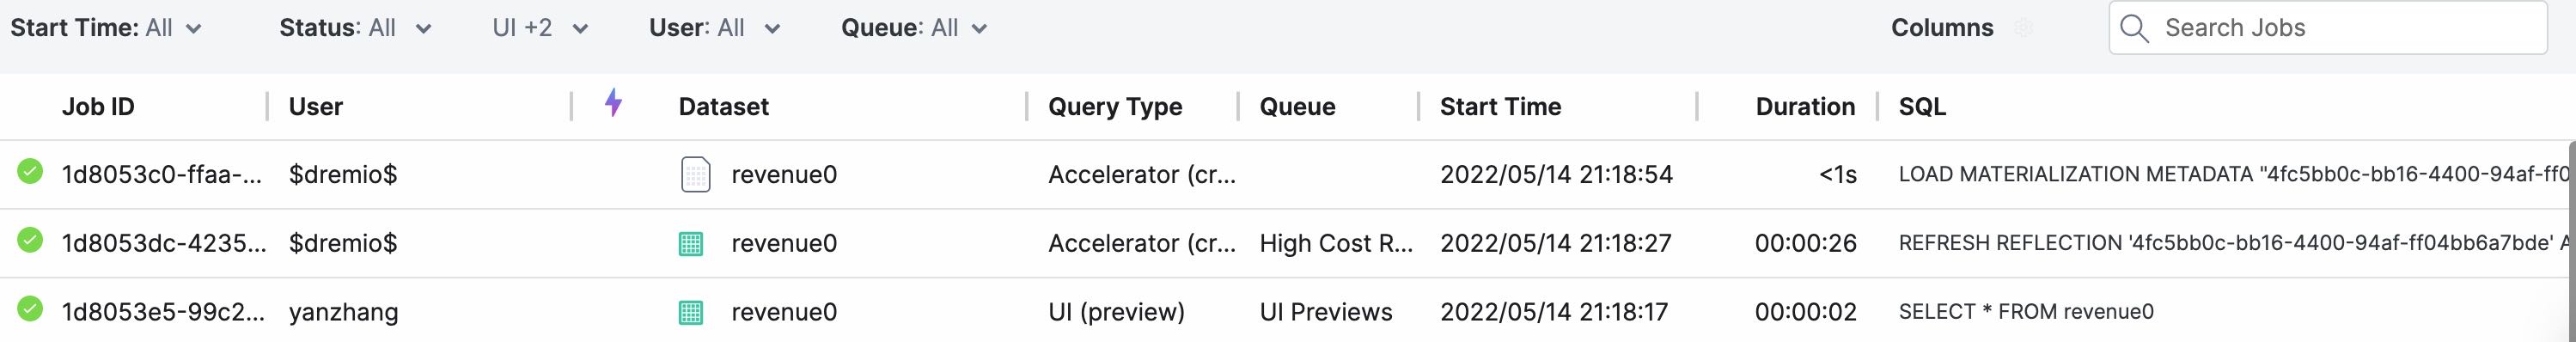 Start Time: All Status: All UI +2 User: All Queue: All Columns Search Jobs
Job ID User Dataset Query Type Queue Start Time Duration SQL
1d8053c0-ffaa-... $dremio$ revenue0 Accelerator (cr... 2022/05/14 21:18:54 <1s LOAD MATERIALIZATION METADATA "4fc5bb0c-bb16-4400-94af-ff0
1d8053dc-4235... $dremio$ revenue0 Accelerator (cr... High Cost R... 2022/05/14 21:18:27 00:00:26 REFRESH REFLECTION '4fc5bb0c-bb16-4400-94af-ff04bb6a7bde' A
1d8053e5-99c2... yanzhang revenue0 UI (preview) UI Previews 2022/05/14 21:18:17 00:00:02 SELECT * FROM revenue0